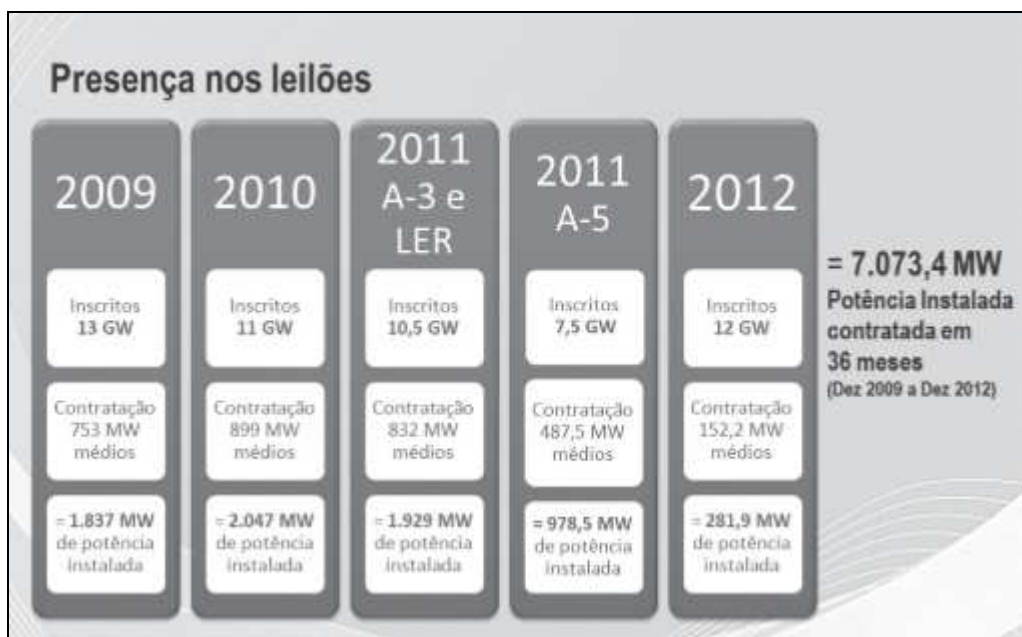 Presença nos leilões
2009
Inscritos
13 GW
Contratação
753 MW
médios
= 1.837 MW
de potência
instalada
2010
Inscritos
11 GW
Contratação
899 MW
médios
= 2.047 MW
de potência
instalada
2011
A-3 e
LER
Inscritos
10,5 GW
Contratação
832 MW
médios
= 1.929 MW
de potência
instalada
2011
A-5
Inscritos
7,5 GW
Contratação
487,5 MW
médios
= 978,5 MW
de potência
instalada
2012
Inscritos
12 GW
Contratação
152,2 MW
médios
= 281,9 MW
de potência
instalada
= 7.073,4 MW
Potência Instalada
contratada em
36 meses
(Dez 2009 a Dez 2012)